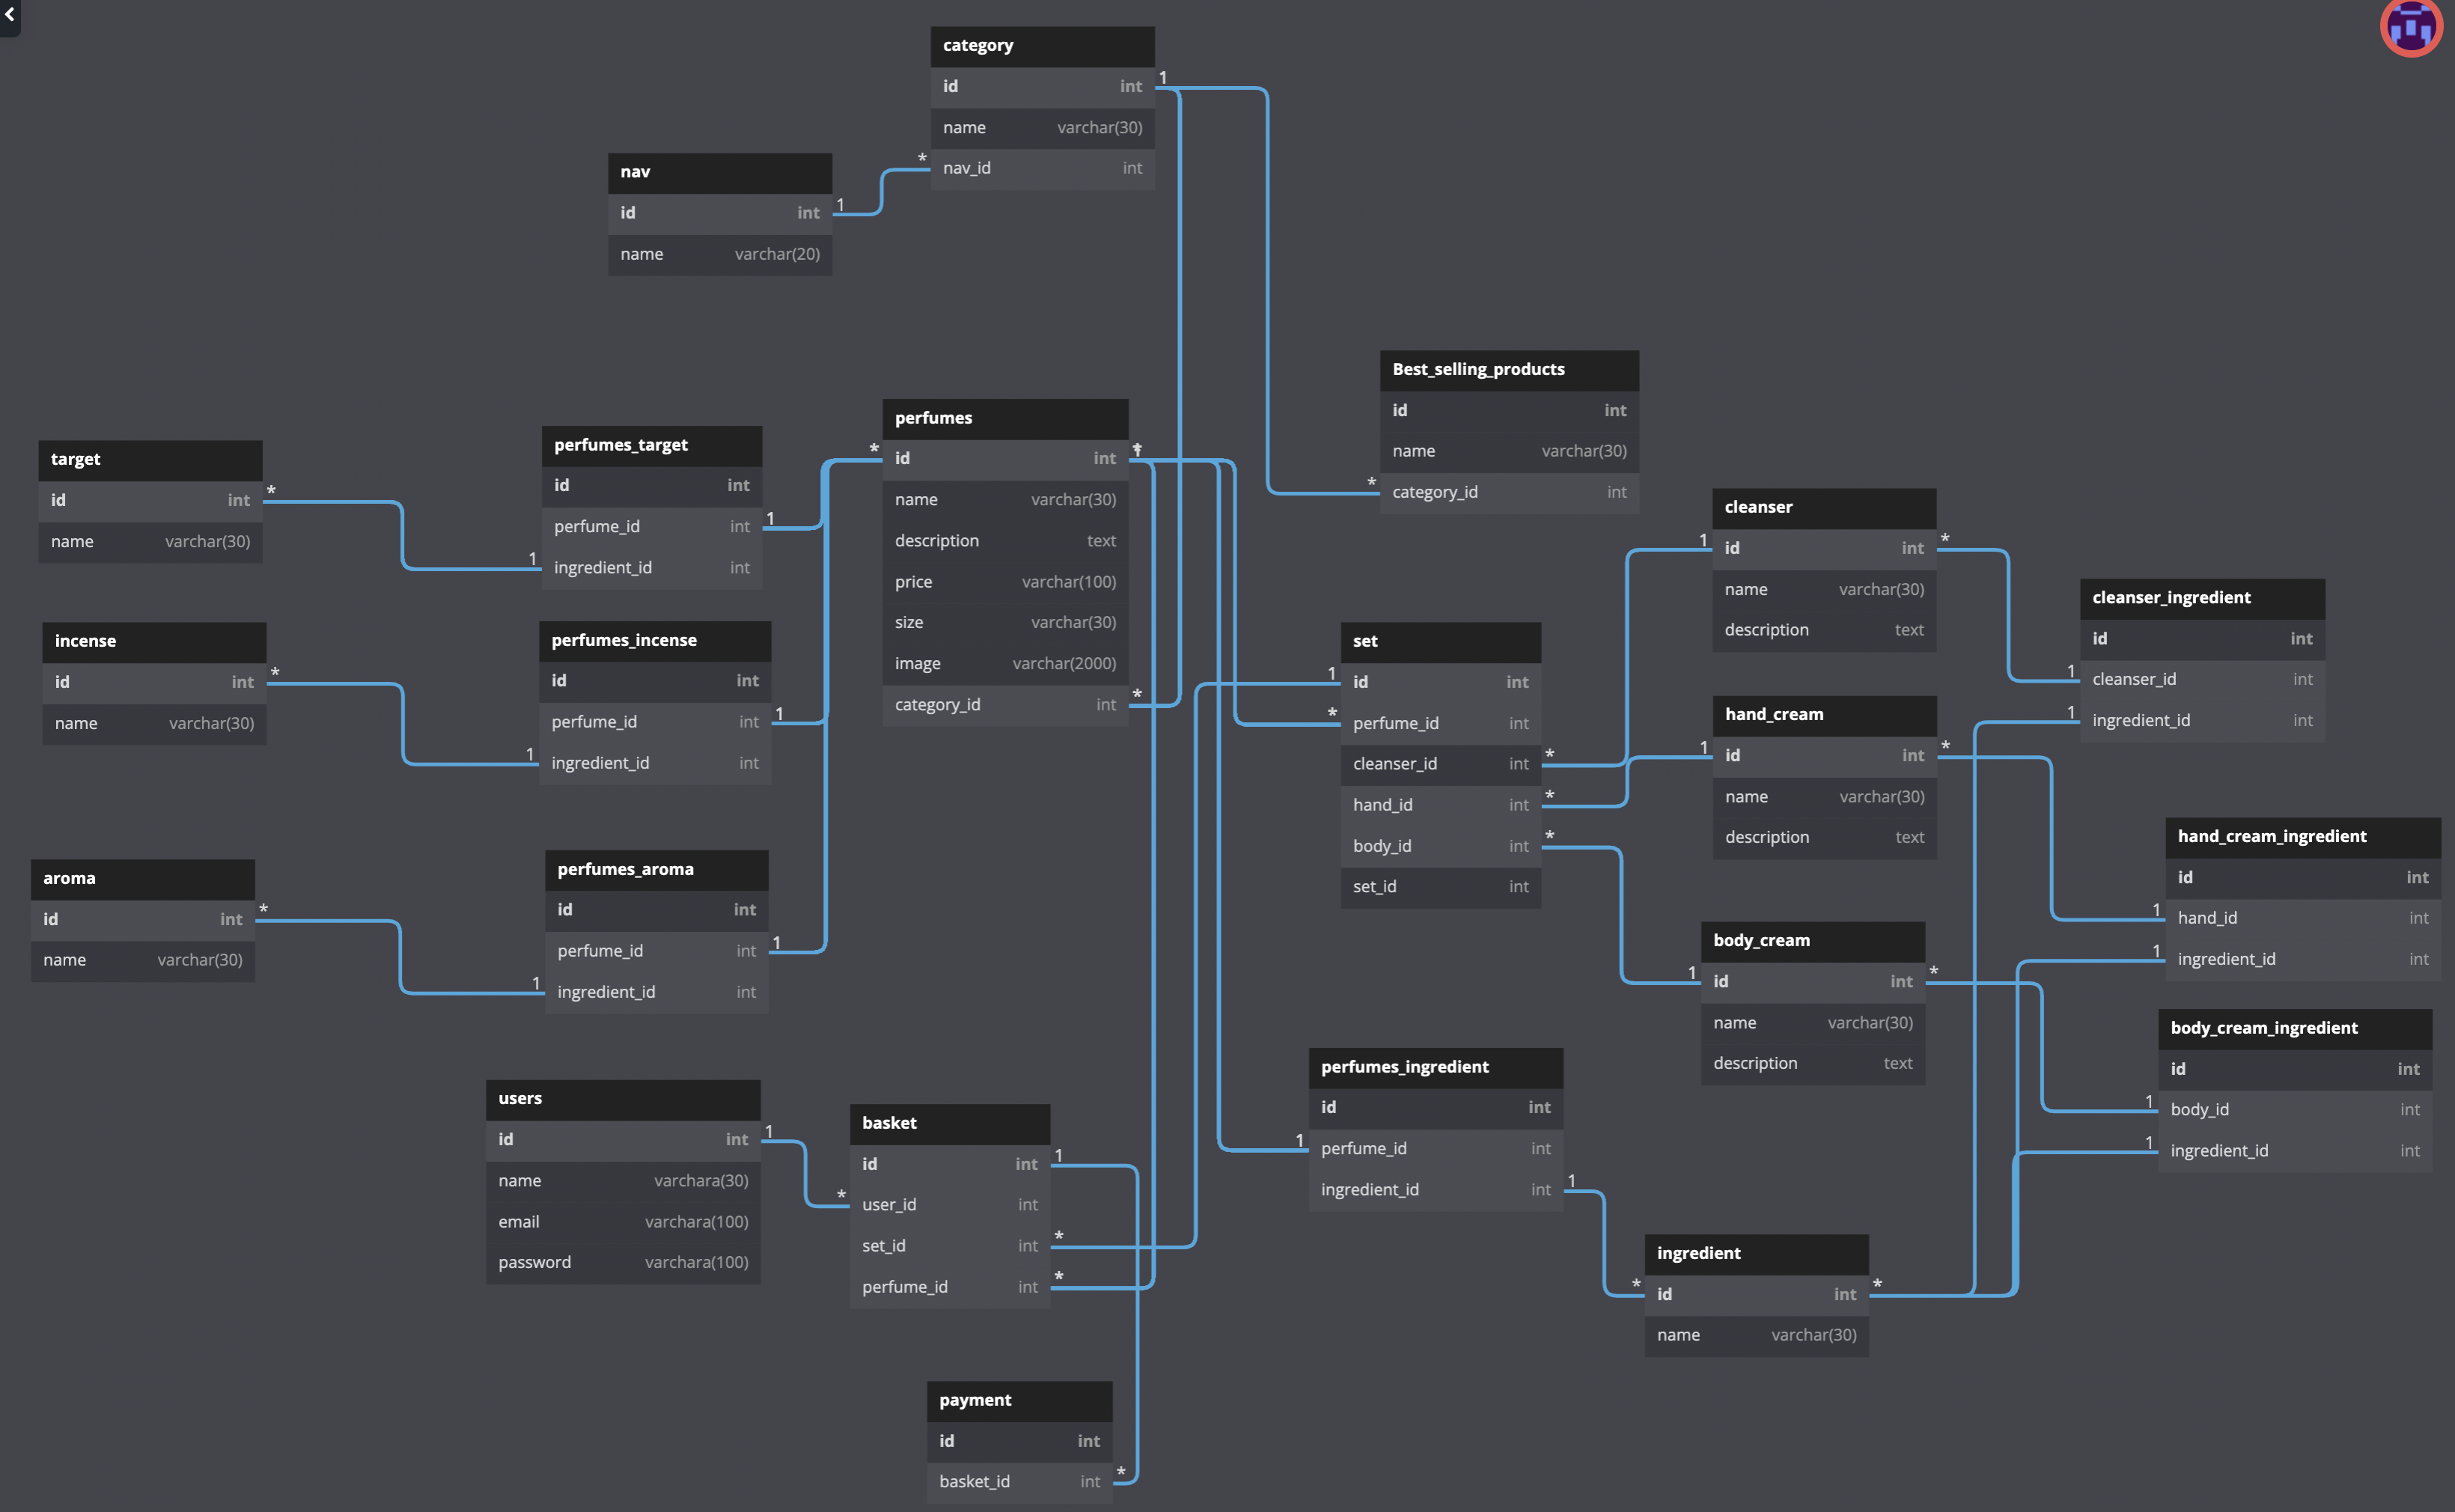 category
id int
name varchar(30)
nav_id int
1
*
nav
id int
name varchar(20)
1
Best_selling_products
id int
name varchar(30)
category_id int
*
perfumes
id int
name varchar(30)
description text
price varchar(100)
size varchar(30)
image varchar(2000)
category_id int
*
*
target
id int
name varchar(30)
*
perfumes_target
id int
perfume_id int
ingredient_id int
1
1
incense
id int
name varchar(30)
*
perfumes_incense
id int
perfume_id int
ingredient_id int
1
1
aroma
id int
name varchar(30)
*
perfumes_aroma
id int
perfume_id int
ingredient_id int
1
1
set
id int
perfume_id int
cleanser_id int
hand_id int
body_id int
set_id int
1
*
*
*
*
cleanser
id int
name varchar(30)
description text
1
*
cleanser_ingredient
id int
cleanser_id int
ingredient_id int
1
1
hand_cream
id int
name varchar(30)
description text
1
*
hand_cream_ingredient
id int
hand_id int
ingredient_id int
1
1
body_cream
id int
name varchar(30)
description text
1
*
body_cream_ingredient
id int
body_id int
ingredient_id int
1
1
users
id int
name varchara(30)
email varchara(100)
password varchara(100)
1
basket
id int
user_id int
set_id int
perfume_id int
1
*
*
*
perfumes_ingredient
id int
perfume_id int
ingredient_id int
1
1
ingredient
id int
name varchar(30)
*
*
payment
id int
basket_id int
*